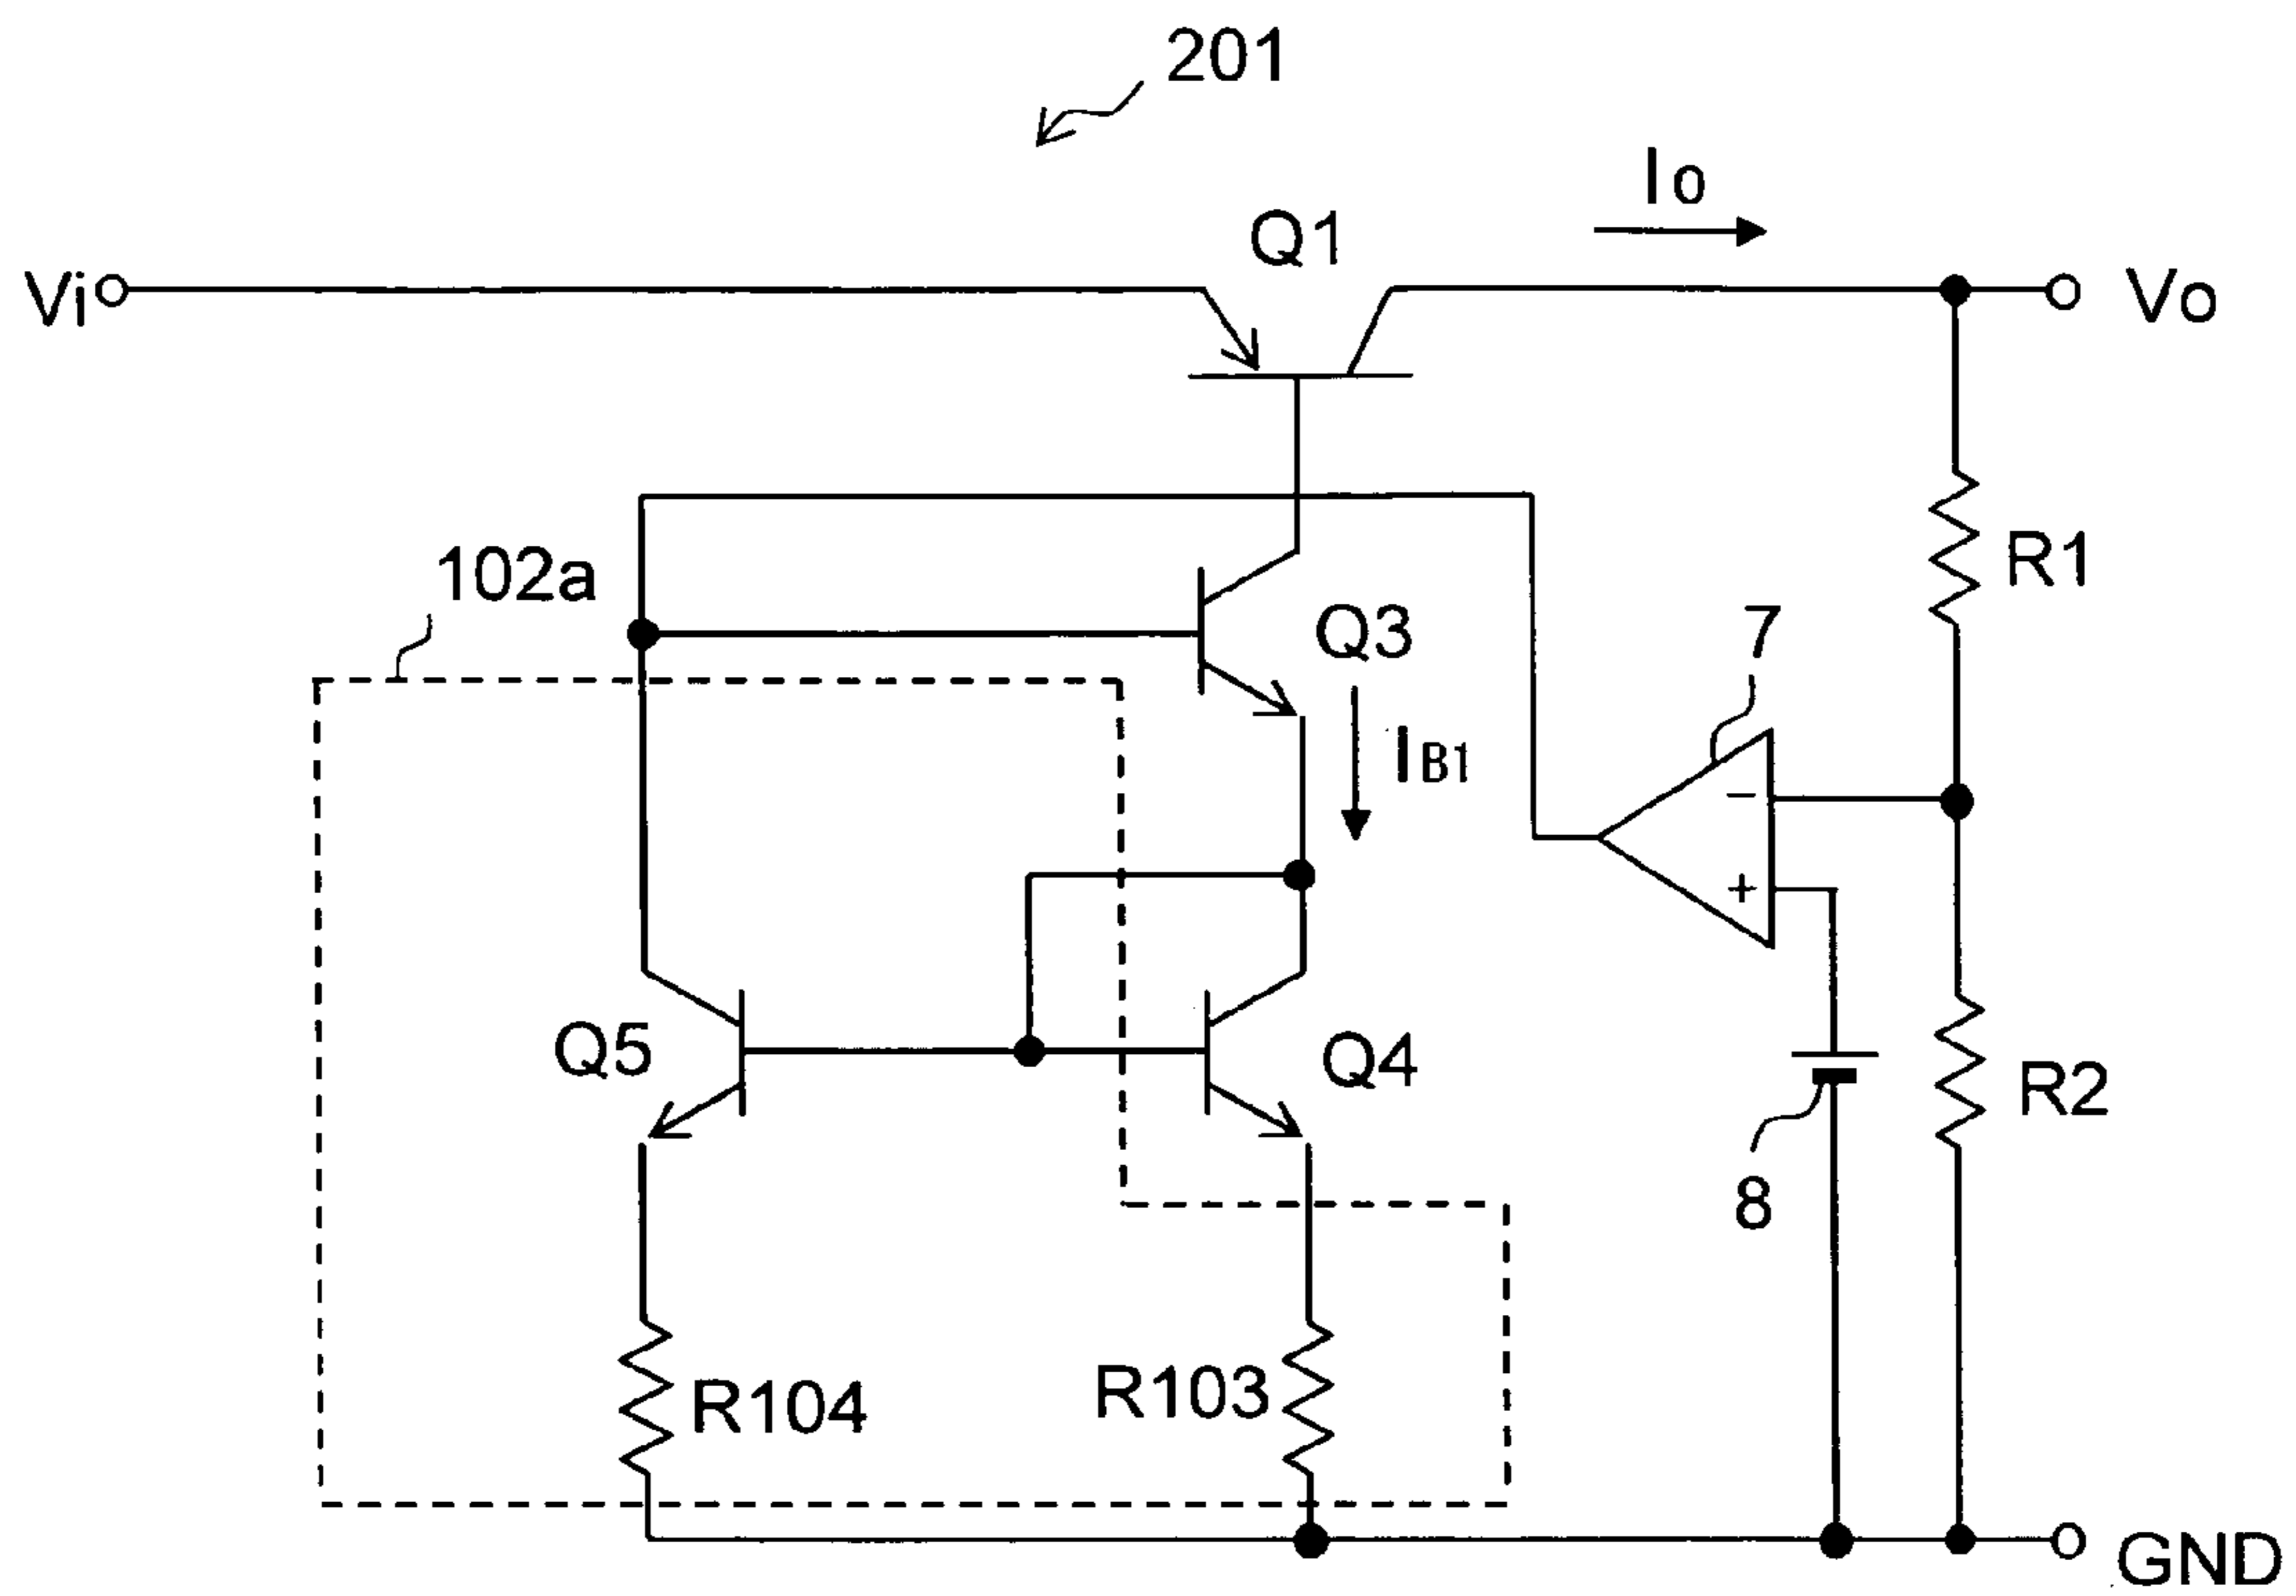 201
Io
Q1
Vi
Vo
R1
102a
Q3
7
IB1
−
+
Q5
Q4
R2
8
R104
R103
GND